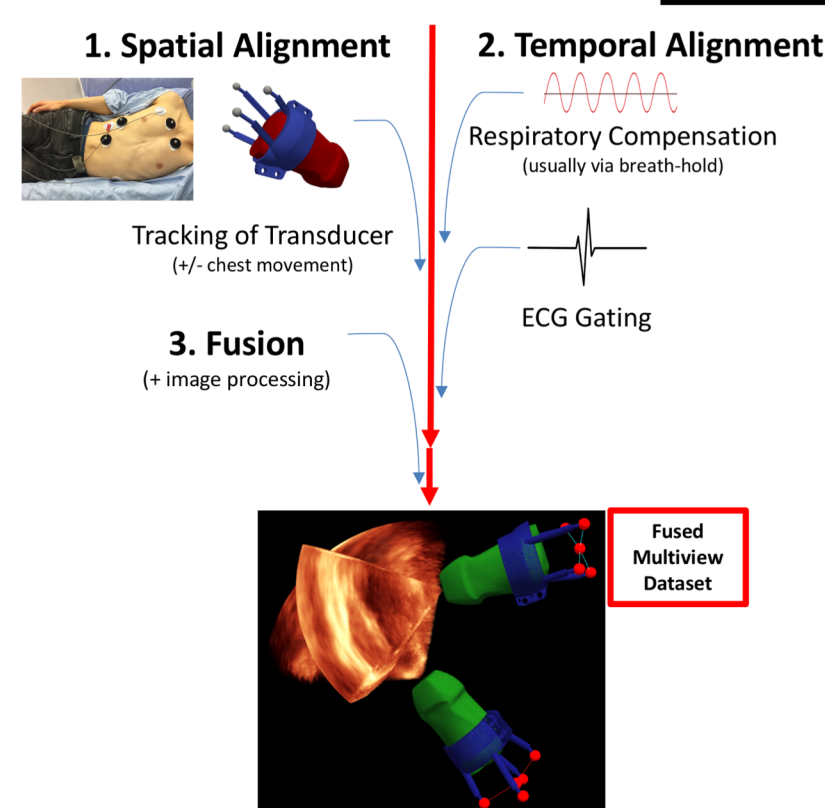 1. Spatial Alignment
2. Temporal Alignment
Respiratory Compensation
(usually via breath-hold)
Tracking of Transducer
(+/- chest movement)
ECG Gating
3. Fusion
(+ image processing)
Fused
Multiview
Dataset